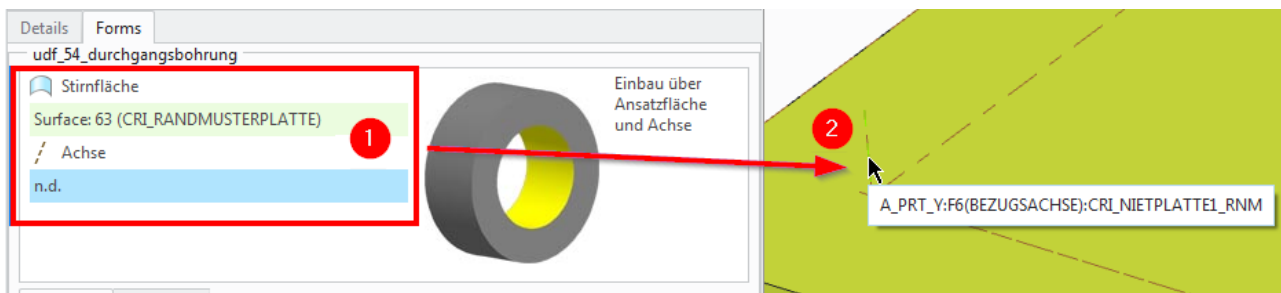 Details Forms
udf_54_durchgangsbohrung
Stirnfläche
Surface: 63 (CRI_RANDMUSTERPLATTE)
Achse
n.d.
1
Einbau über
Ansatzfläche
und Achse
2
A_PRT_Y:F6(BEZUGSACHSE):CRI_NIETPLATTE1_RNM